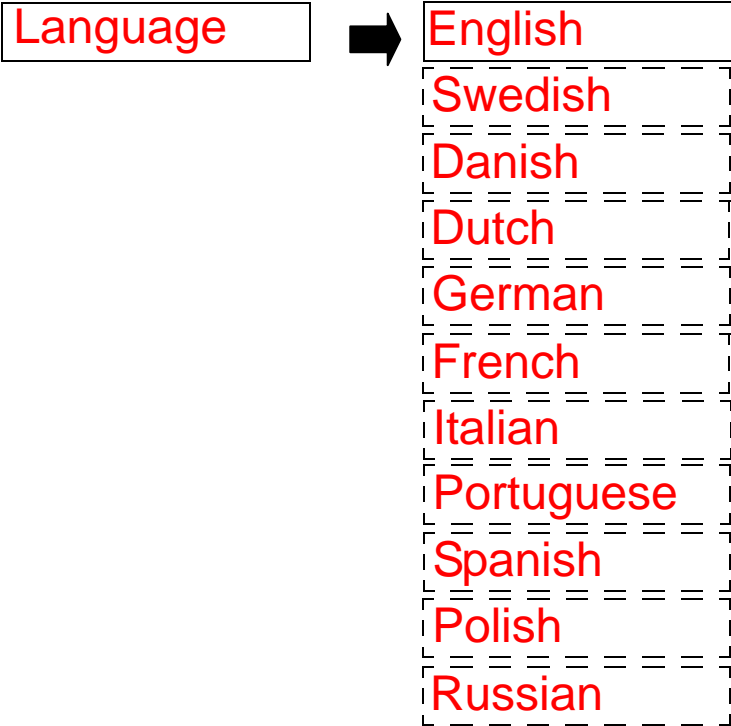 Language
English
Swedish
Danish
Dutch
German
French
Italian
Portuguese
Spanish
Polish
Russian